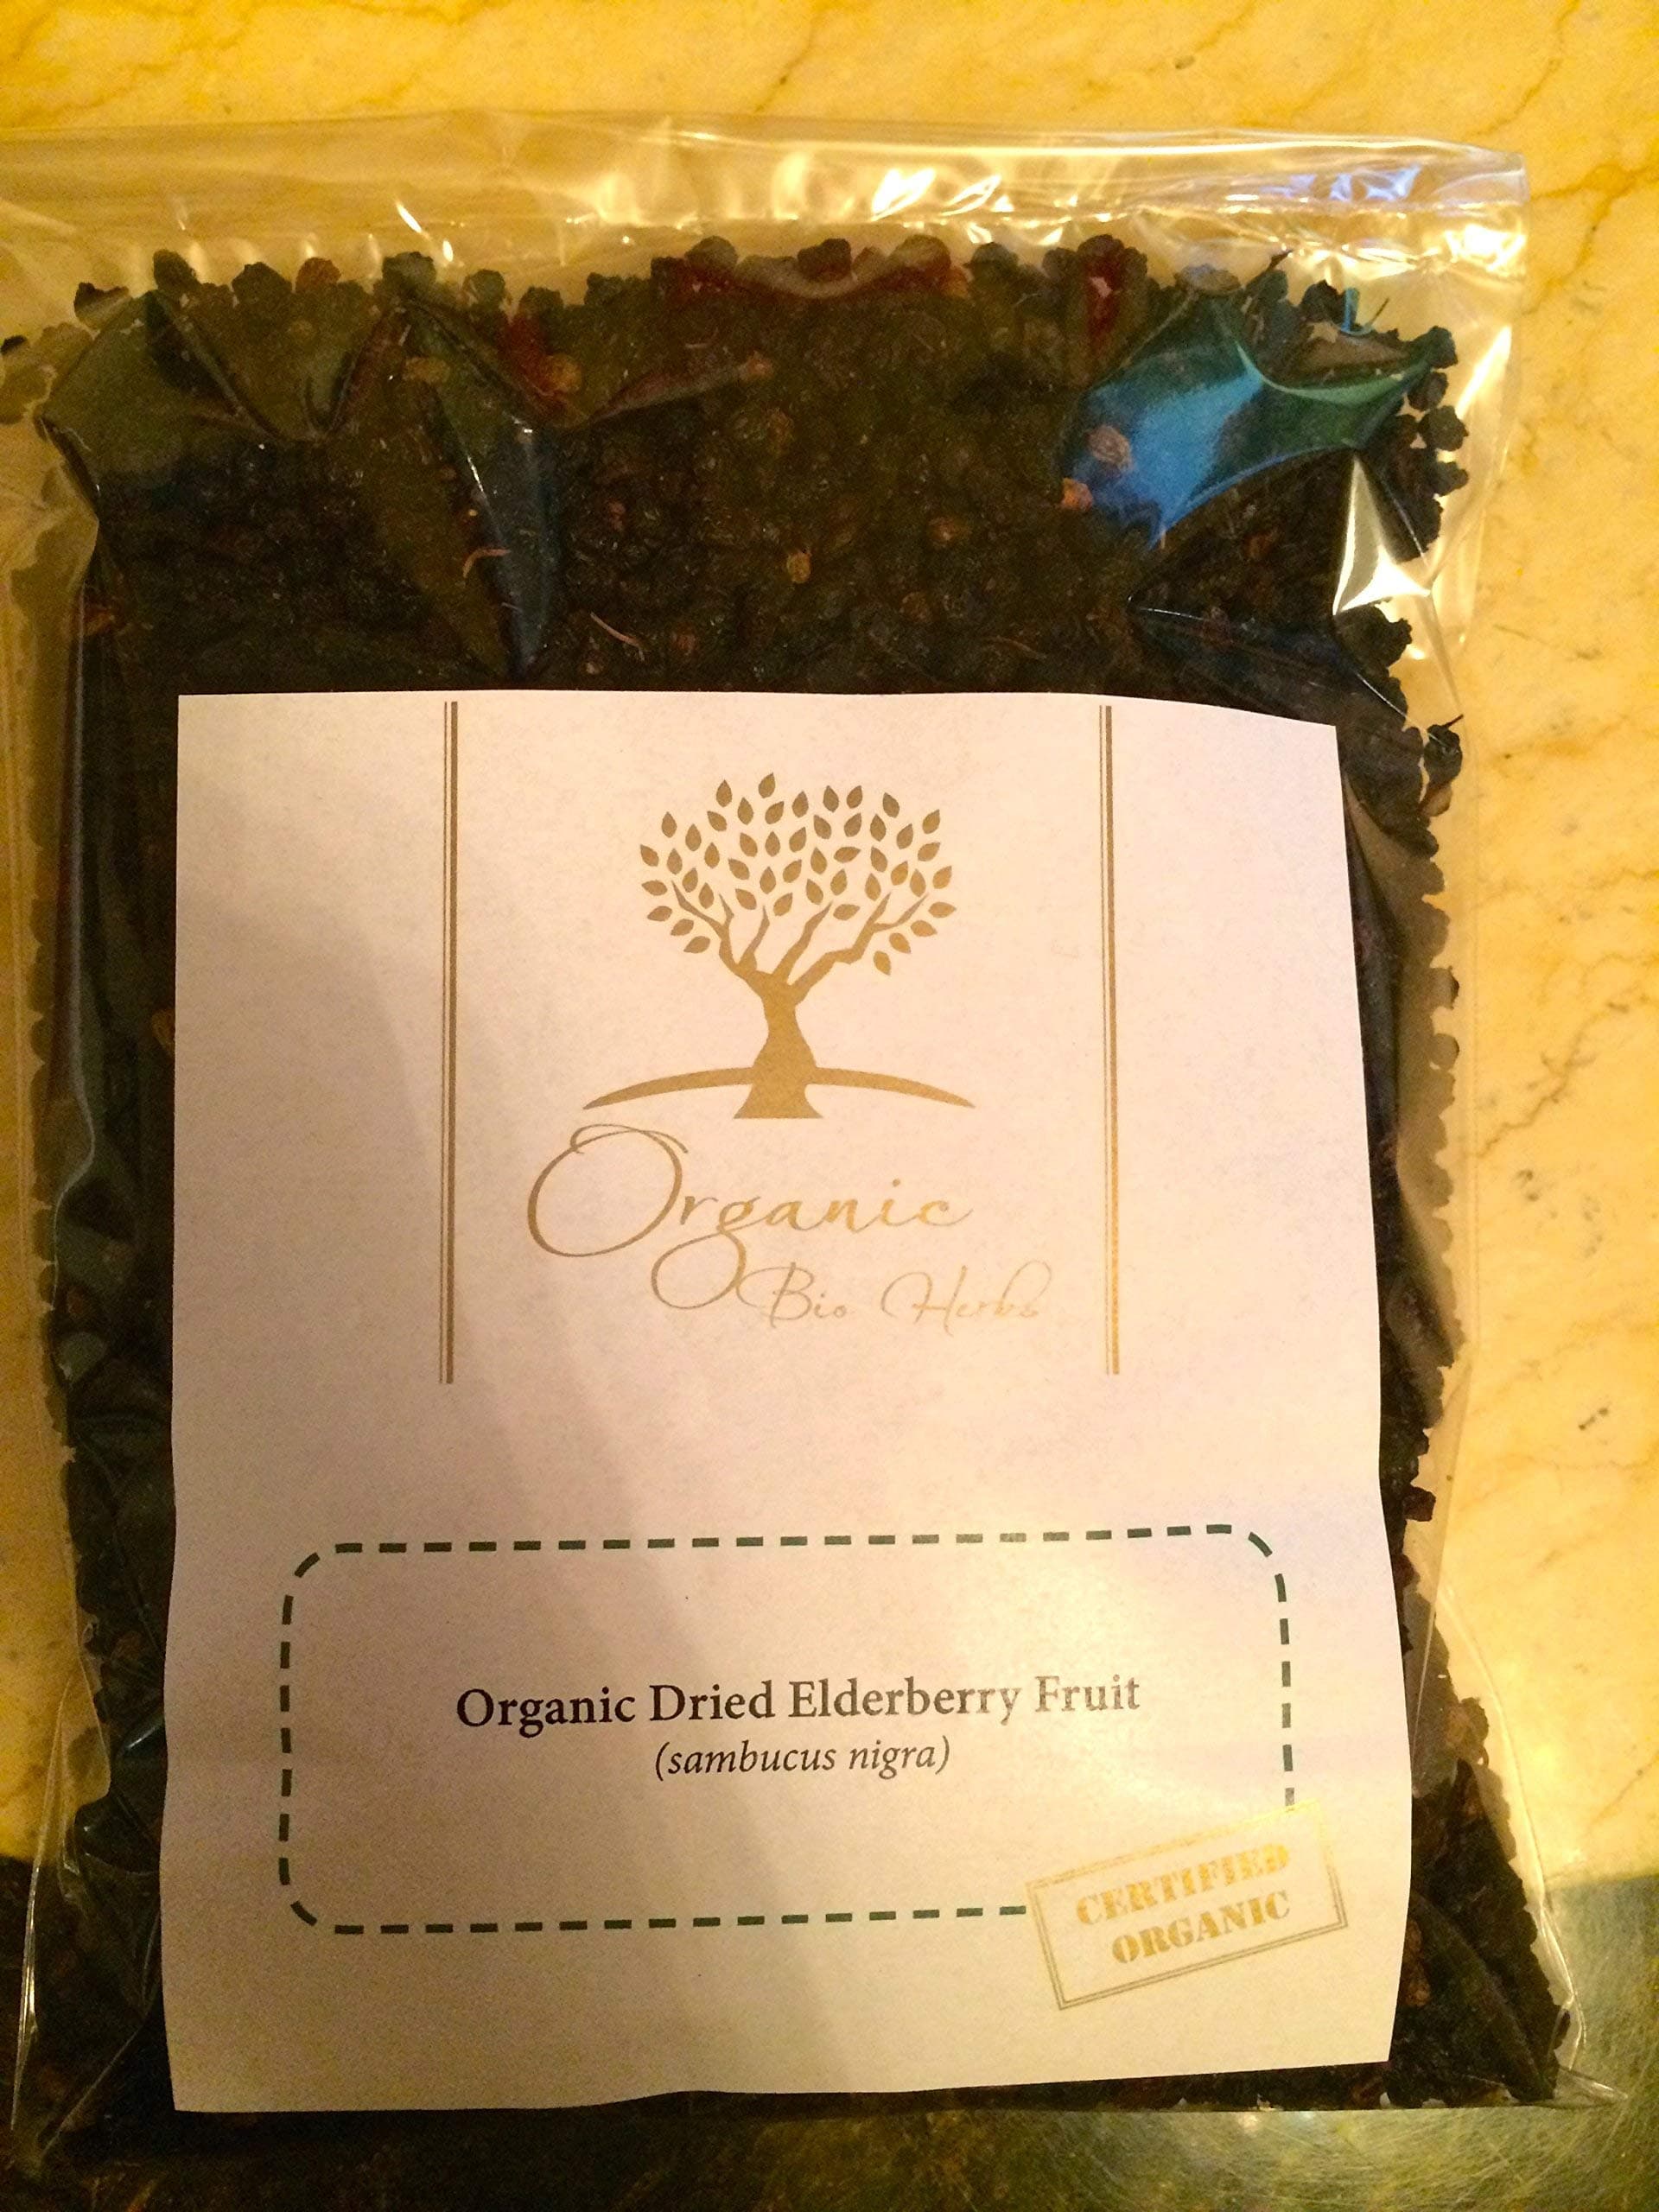 Organic
Bio Herbs
Organic Dried Elderberry Fruit
(sambucus nigra)
CERTIFIED
ORGANIC